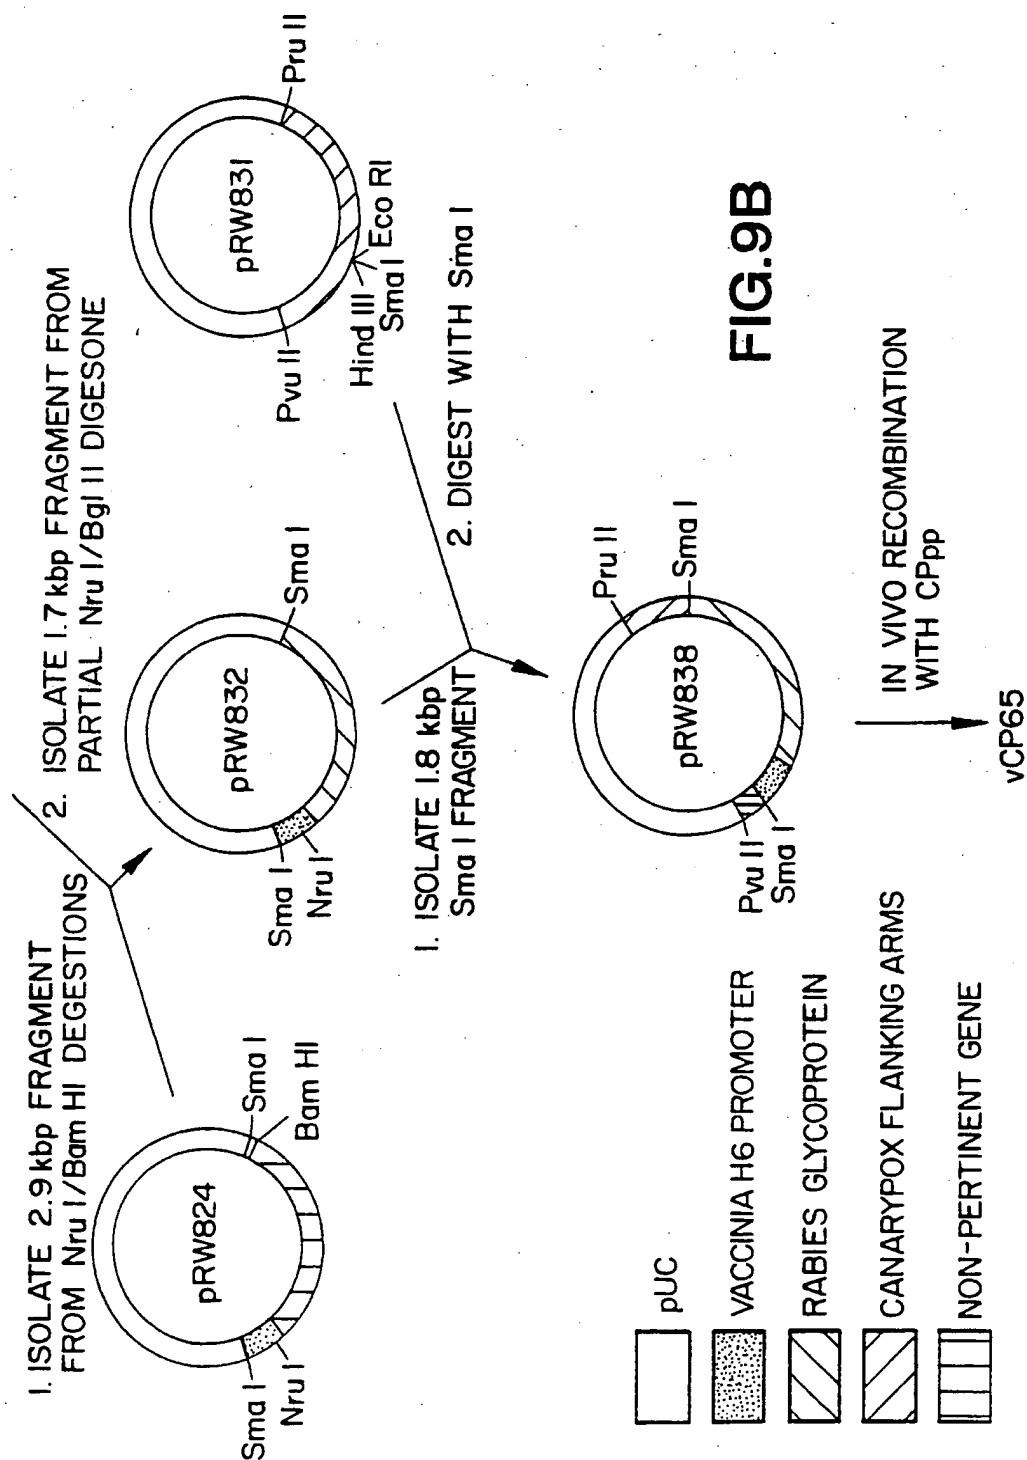 1. ISOLATE 2.9 kbp FRAGMENT
FROM Nru I/Bam HI DEGESTIONS
2. ISOLATE 1.7 kbp FRAGMENT FROM
PARTIAL Nru I/Bgl II DIGESONE
pRW824
Sma I
Bam HI
Sma I
Nru I
pRW832
Sma I
Sma I
Nru I
pRW831
Pru II
Pvu II
Hind III
Sma I
Eco RI
1. ISOLATE 1.8 kbp
Sma I FRAGMENT
2. DIGEST WITH Sma I
pRW838
Pru II
Sma I
Pvu II
Sma I
IN VIVO RECOMBINATION
WITH CPpp
vCP65
pUC
VACCINIA H6 PROMOTER
RABIES GLYCOPROTEIN
CANARYPOX FLANKING ARMS
NON-PERTINENT GENE
FIG.9B